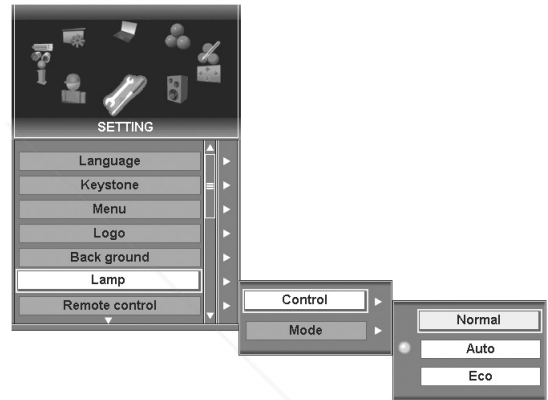 SETTING
Language
Keystone
Menu
Logo
Back ground
Lamp
Remote control
Control
Mode
Normal
Auto
Eco